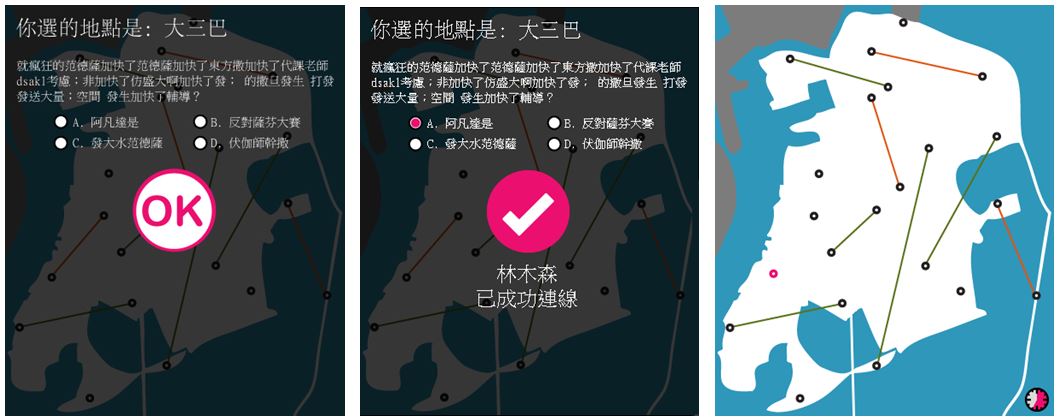 你選的地點是: 大三巴
就瘋狂的范德薩加快了范德薩加快了東方撒加快了代課老師
dsakl考慮；非加快了仿盛大啊加快了發； 的撒旦發生 打發
發送大量；空間 發生加快了輔導？
A. 阿凡達是
B. 反對薩芬大賽
C. 發大水范德薩
D. 伏伽師幹撒
OK
你選的地點是: 大三巴
就瘋狂的范德薩加快了范德薩加快了東方撒加快了代課老師
dsakl考慮；非加快了仿盛大啊加快了發； 的撒旦發生 打發
發送大量；空間 發生加快了輔導？
A. 阿凡達是
B. 反對薩芬大賽
C. 發大水范德薩
D. 伏伽師幹撒
林木森
已成功連線